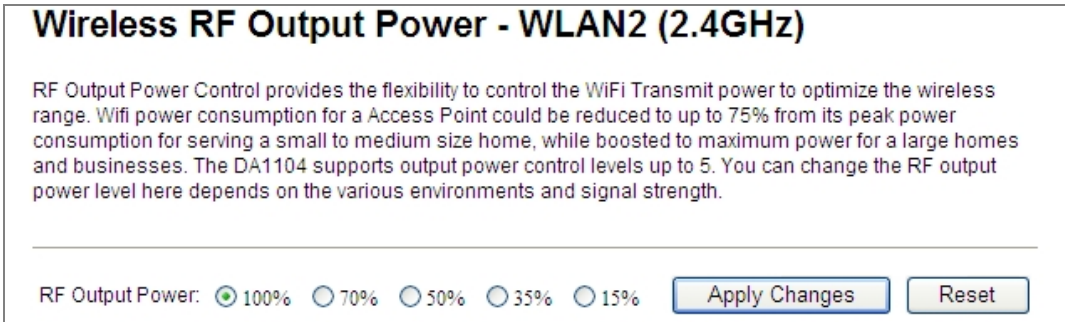 Wireless RF Output Power - WLAN2 (2.4GHz)
RF Output Power Control provides the flexibility to control the WiFi Transmit power to optimize the wireless
range. Wifi power consumption for a Access Point could be reduced to up to 75% from its peak power
consumption for serving a small to medium size home, while boosted to maximum power for a large homes
and businesses. The DA1104 supports output power control levels up to 5. You can change the RF output
power level here depends on the various environments and signal strength.
RF Output Power: 100% 70% 50% 35% 15% Apply Changes Reset